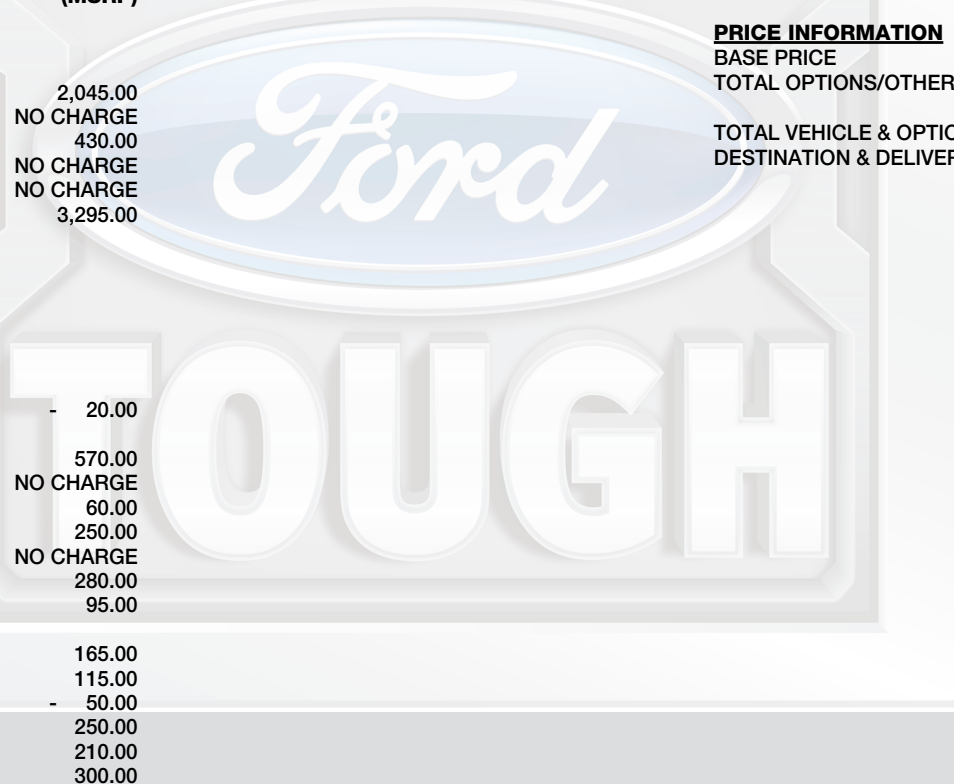 (MSRP)
2,045.00
NO CHARGE
430.00
NO CHARGE
NO CHARGE
3,295.00
- 20.00
570.00
NO CHARGE
60.00
250.00
NO CHARGE
280.00
95.00
165.00
115.00
- 50.00
250.00
210.00
300.00
PRICE INFORMATION
BASE PRICE
TOTAL OPTIONS/OTHER
TOTAL VEHICLE & OPTIO
DESTINATION & DELIVER
Ford
TOUGH